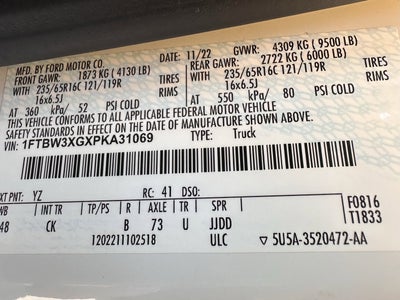 MFD. BY FORD MOTOR CO. 11/22 GVWR: 4309 KG (9500 LB)
FRONT GAWR: 1873 KG (4130 LB) REAR GAWR: 2722 KG (6000 LB)
WITH 235/65R16C 121/119R TIRES WITH 235/65R16C 121/119R TIRES
16x6.5J RIMS 16x6.5J RIMS
AT 360 kPa/ 52 PSI COLD AT 550 kPa/ 80 PSI COLD
THIS VEHICLE CONFORMS TO ALL APPLICABLE FEDERAL MOTOR VEHICLE
SAFETY STANDARDS IN EFFECT ON THE DATE OF MANUFACTURE SHOWN ABOVE.
VIN: 1FTBW3XGXPKA31069 TYPE: Truck
EXT PNT: YZ RC: 41 DSO:
WB INT TR TP/PS R AXLE TR SPR F0816
48 CK B 73 U JJDD T1833
1202211102518 ULC ▽ 5U5A-3520472-AA